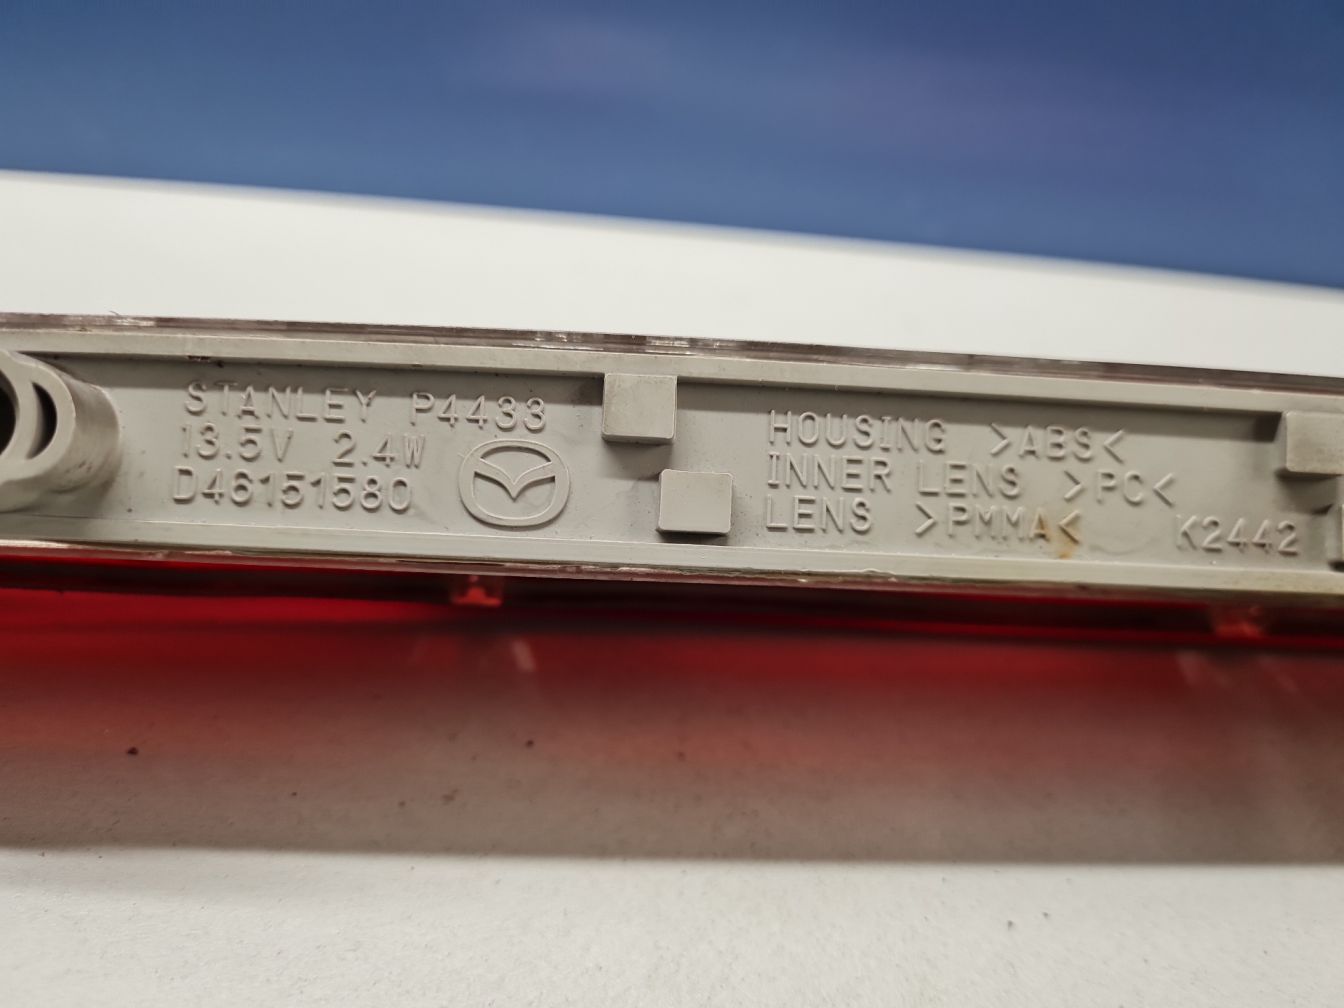 STANLEY P4433
13.5V 2.4W
D46151580
HOUSING >ABS<
INNER LENS >PC<
LENS >PMMA<
K2442